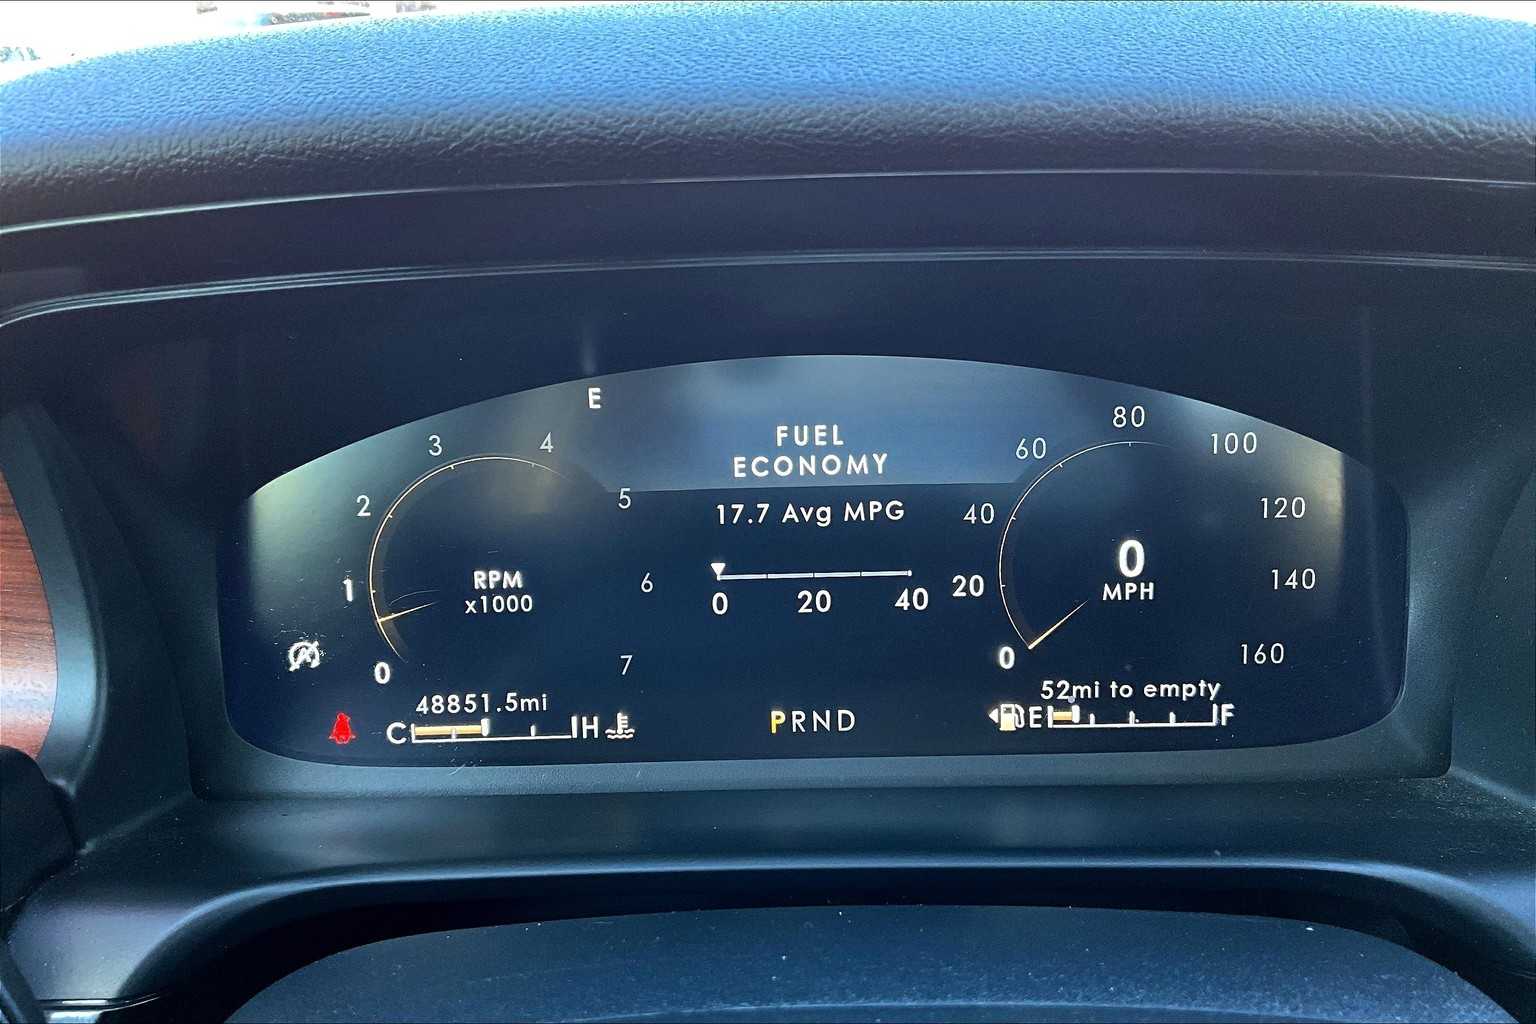 E
FUEL
ECONOMY
17.7 Avg MPG
0 20 40
0 1 2 3 4 5 6 7
RPM
x1000
0 20 40 60 80 100 120 140 160
0
MPH
A
48851.5mi
C H
PRND
52mi to empty
E F